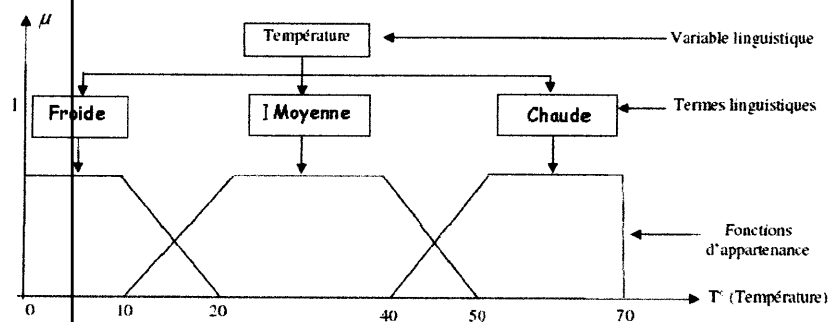 μ
Température
Variable linguistique
1
Froide
I Moyenne
Chaude
Termes linguistiques
Fonctions
d'appartenance
0
10
20
40
50
70
T° (Température)